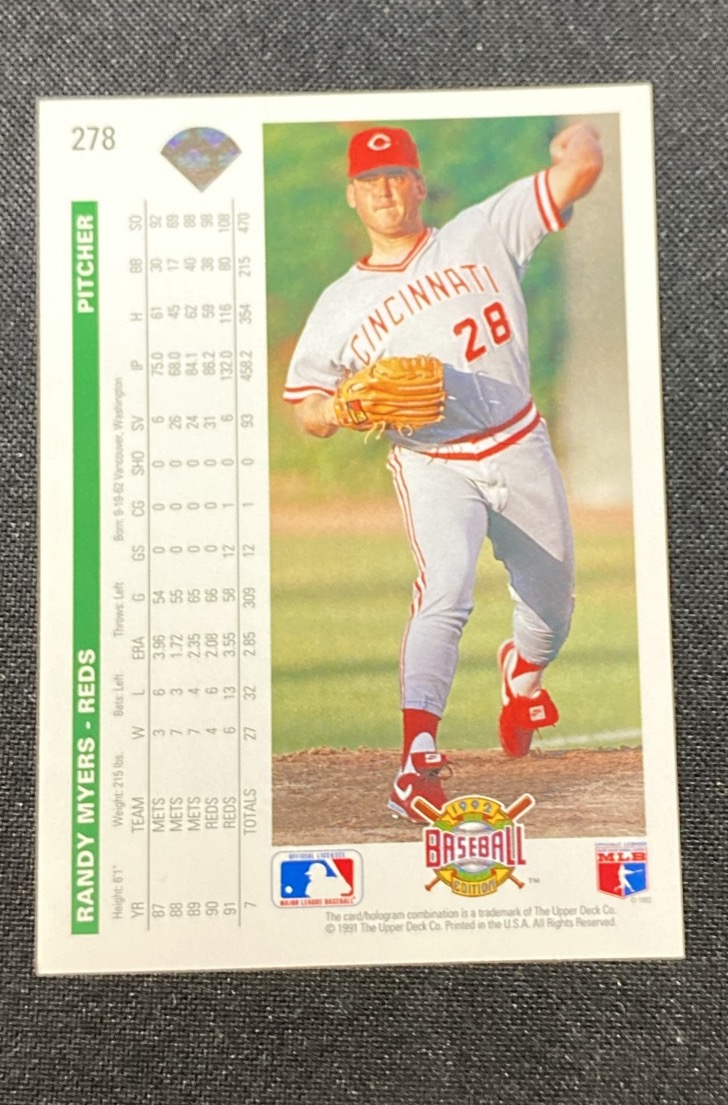 278
RANDY MYERS - REDS PITCHER
Height: 6'1" Weight: 215 lbs. Bats: Left Throws: Left Born: 9-19-62 Vancouver, Washington
YR TEAM W L ERA G GS CG SHO SV IP H BB SO
87 METS 3 6 3.96 54 0 0 0 6 75.0 61 30 92
88 METS 7 3 1.72 55 0 0 0 26 68.0 45 17 69
89 METS 7 4 2.35 65 0 0 0 24 84.1 62 40 88
90 REDS 4 6 2.08 66 0 0 0 31 86.2 59 38 98
91 REDS 6 13 3.55 58 12 1 0 6 132.0 116 80 108
7 TOTALS 27 32 2.85 309 12 1 0 93 458.2 354 215 470
C
CINCINNATI
28
1992
BASEBALL
EDITION
™
OFFICIAL LICENSEE
MAJOR LEAGUE BASEBALL
MLB
The card/hologram combination is a trademark of The Upper Deck Co.
© 1991 The Upper Deck Co. Printed in the U.S.A. All Rights Reserved.